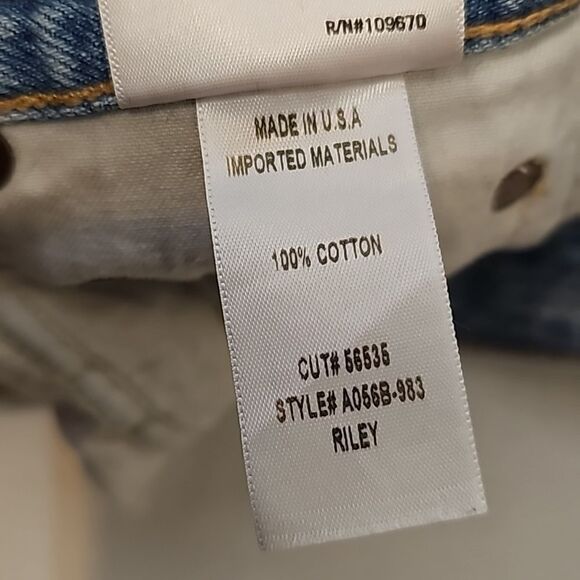 R/N#109670
MADE IN U.S.A
IMPORTED MATERIALS
100% COTTON
CUT# 56535
STYLE# A056B-983
RILEY